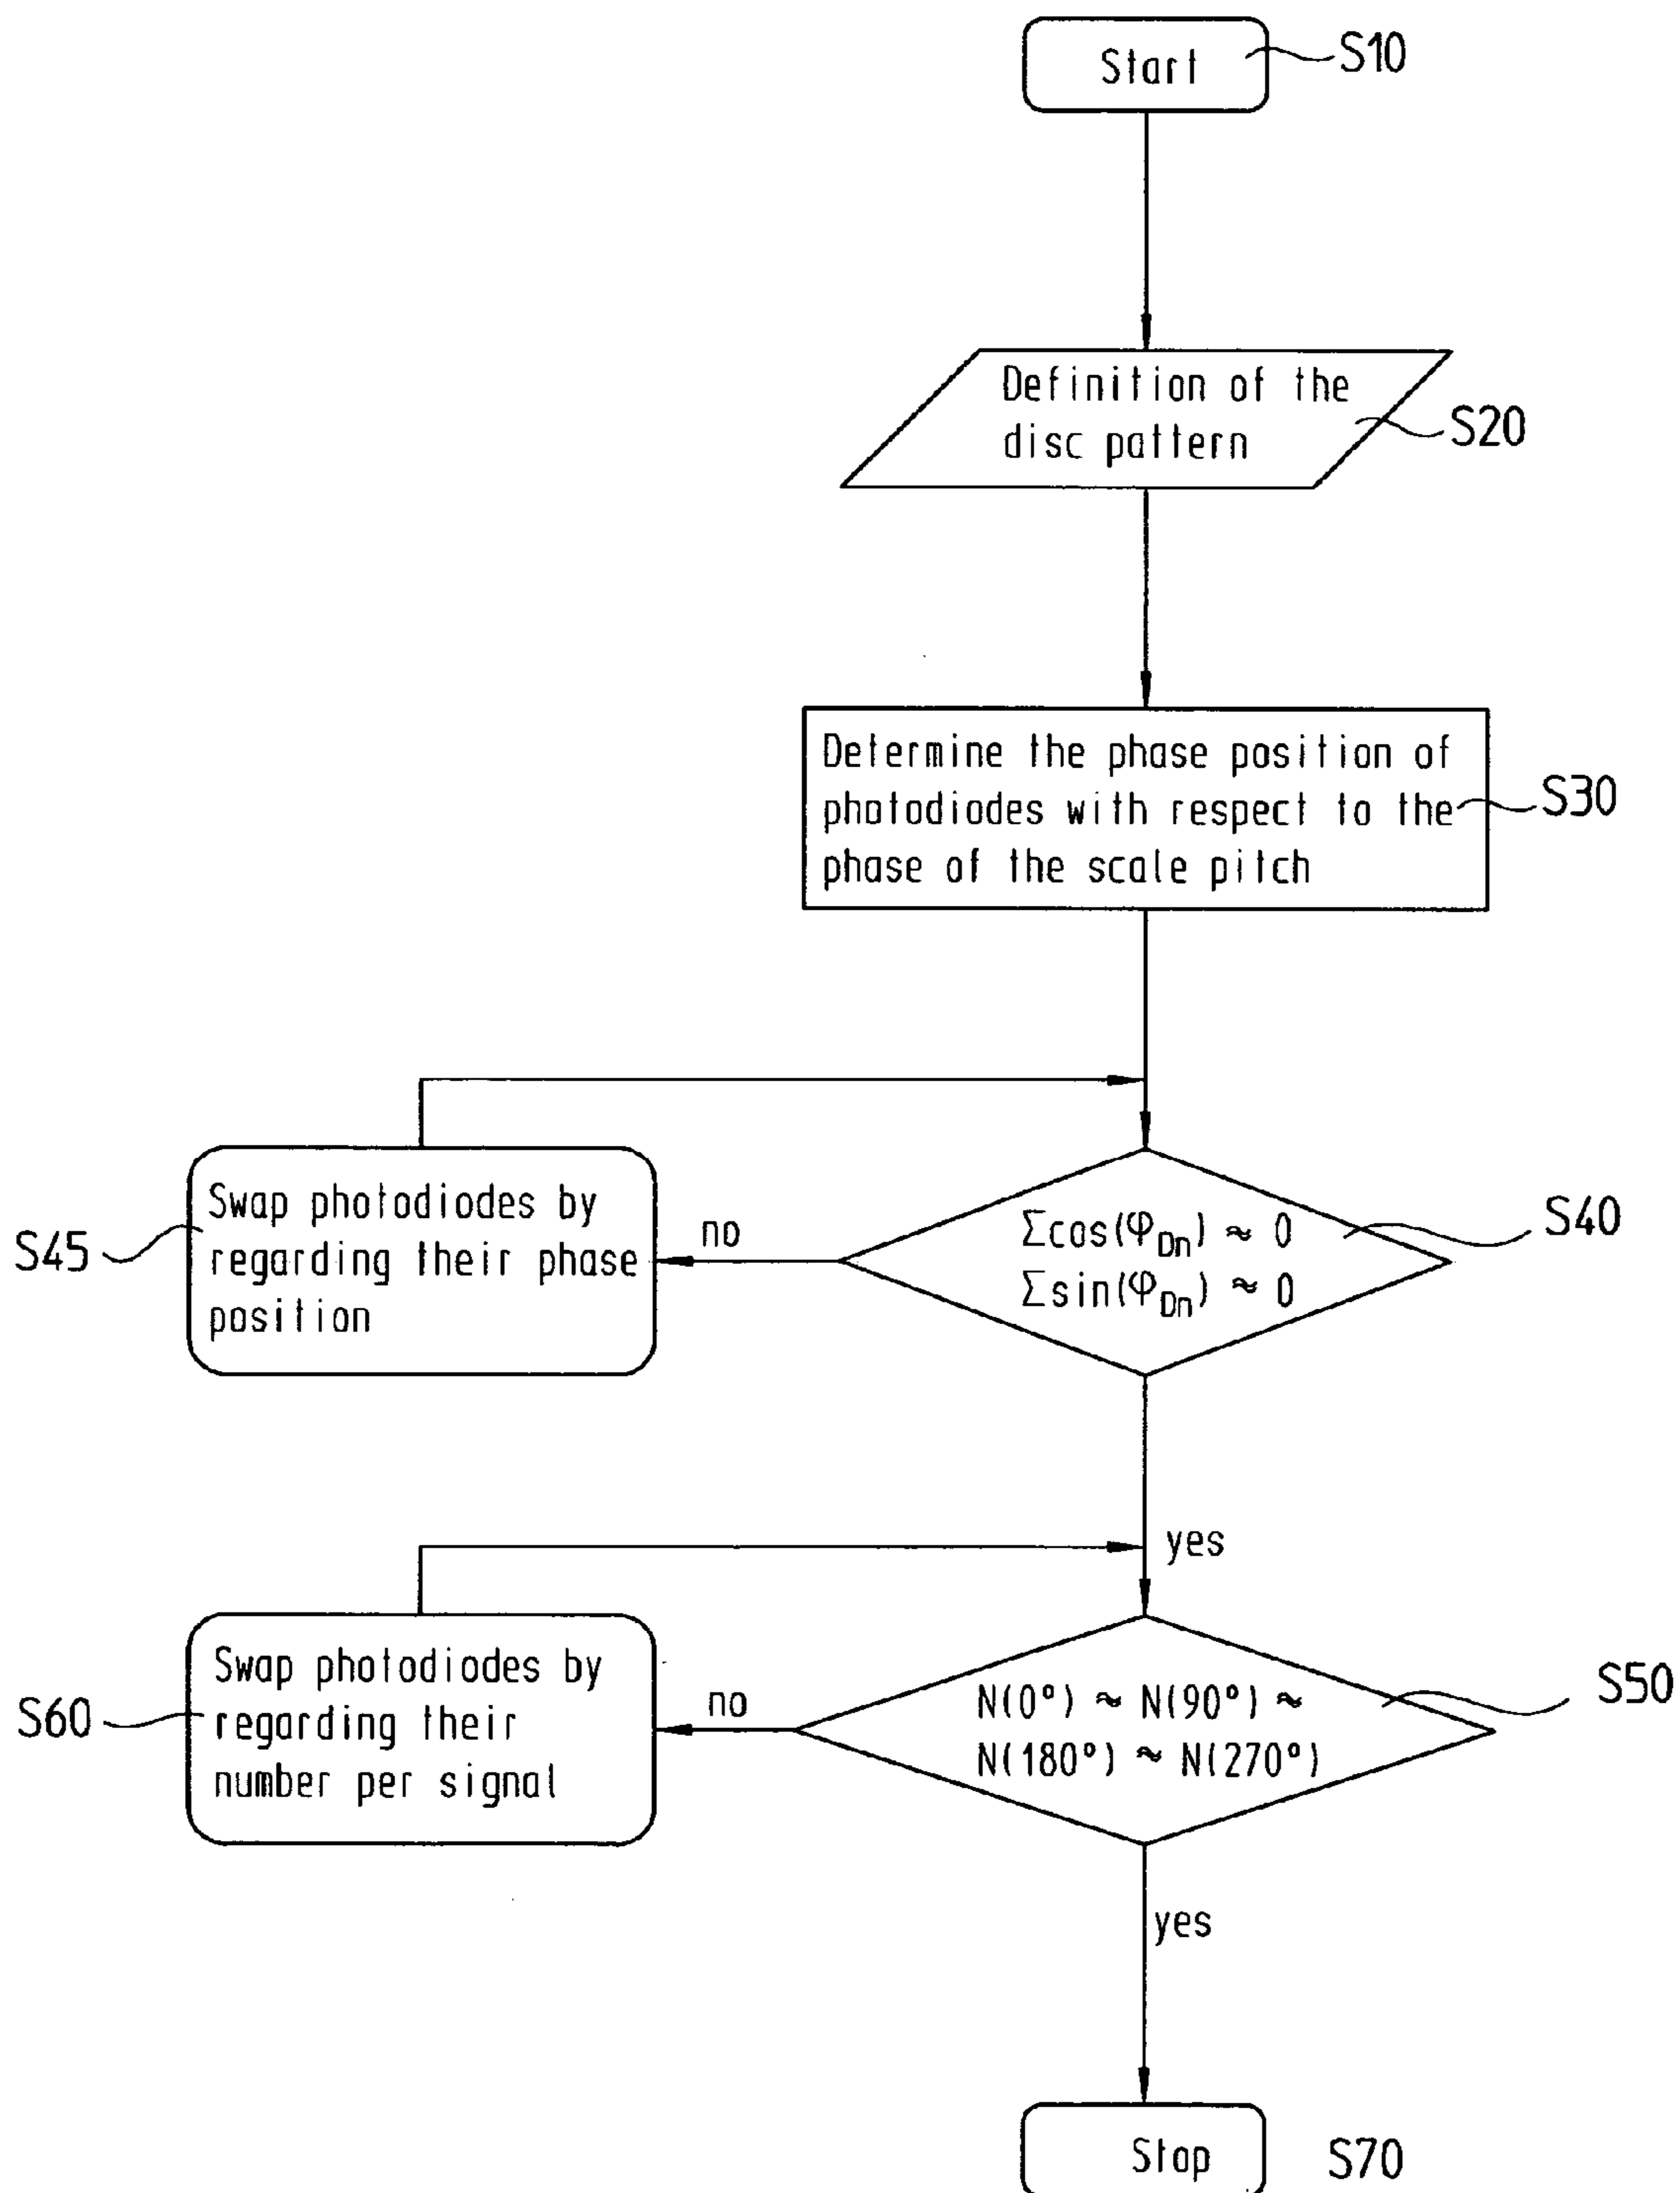 Start
S10
Definition of the
disc pattern
S20
Determine the phase position of
photodiodes with respect to the
phase of the scale pitch
S30
Swap photodiodes by
regarding their phase
position
S45
no
Σcos(φDn) ≈ 0
Σsin(φDn) ≈ 0
S40
yes
Swap photodiodes by
regarding their
number per signal
S60
no
N(0°) ≈ N(90°) ≈
N(180°) ≈ N(270°)
S50
yes
Stop
S70